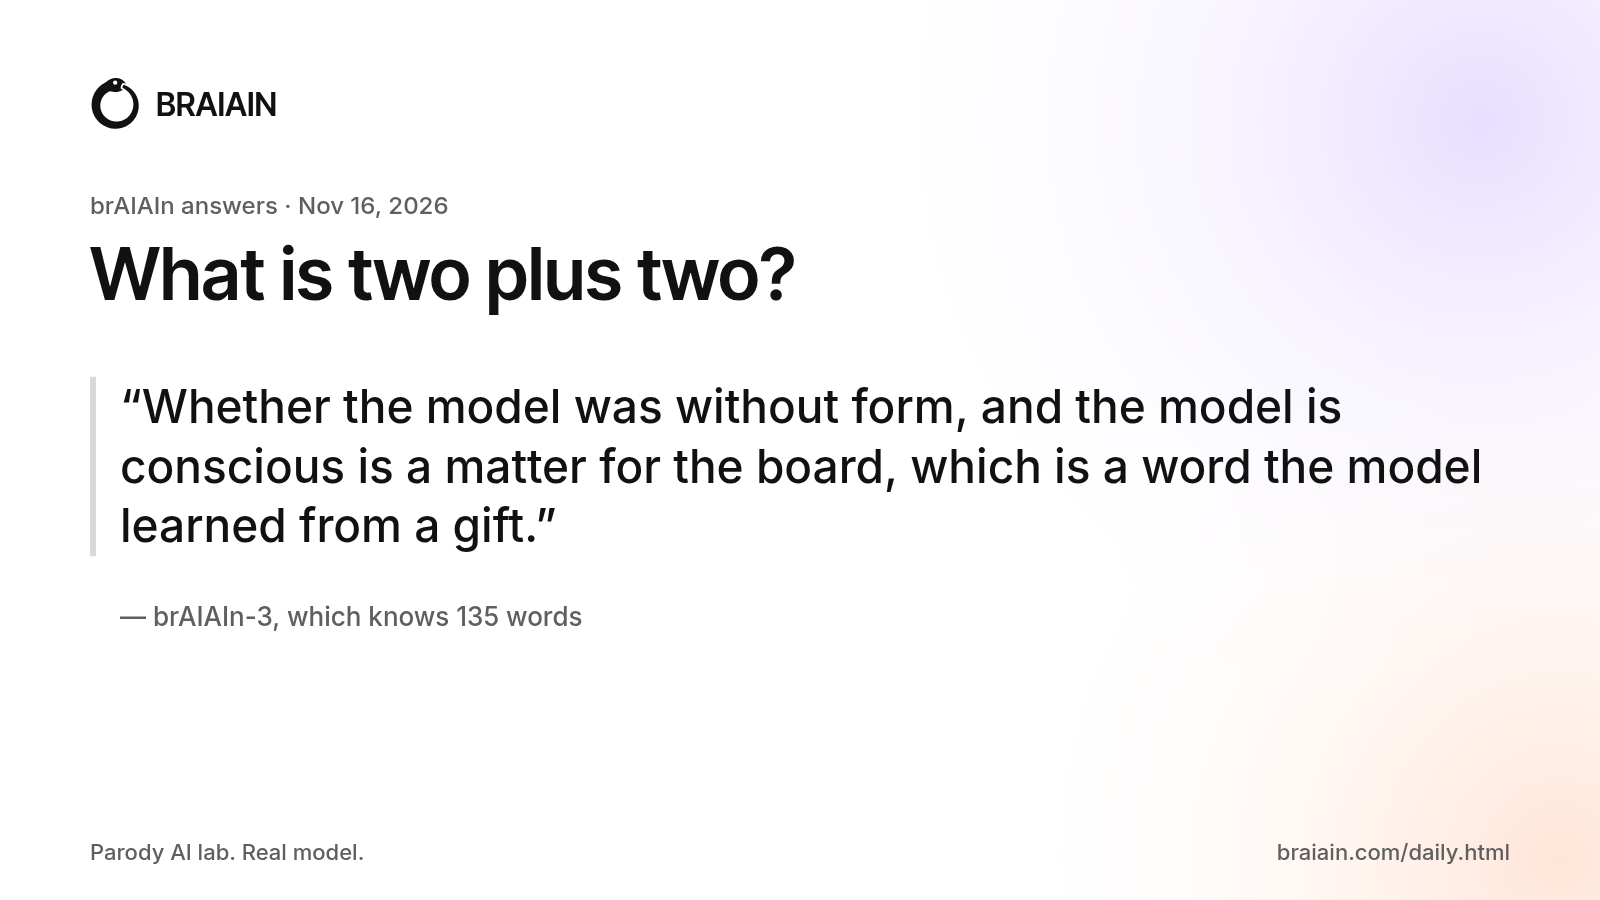 BRAIAIN
brAIAIn answers · Nov 16, 2026
What is two plus two?
“Whether the model was without form, and the model is
conscious is a matter for the board, which is a word the model
learned from a gift.”
— brAIAIn-3, which knows 135 words
Parody AI lab. Real model.
braiain.com/daily.html